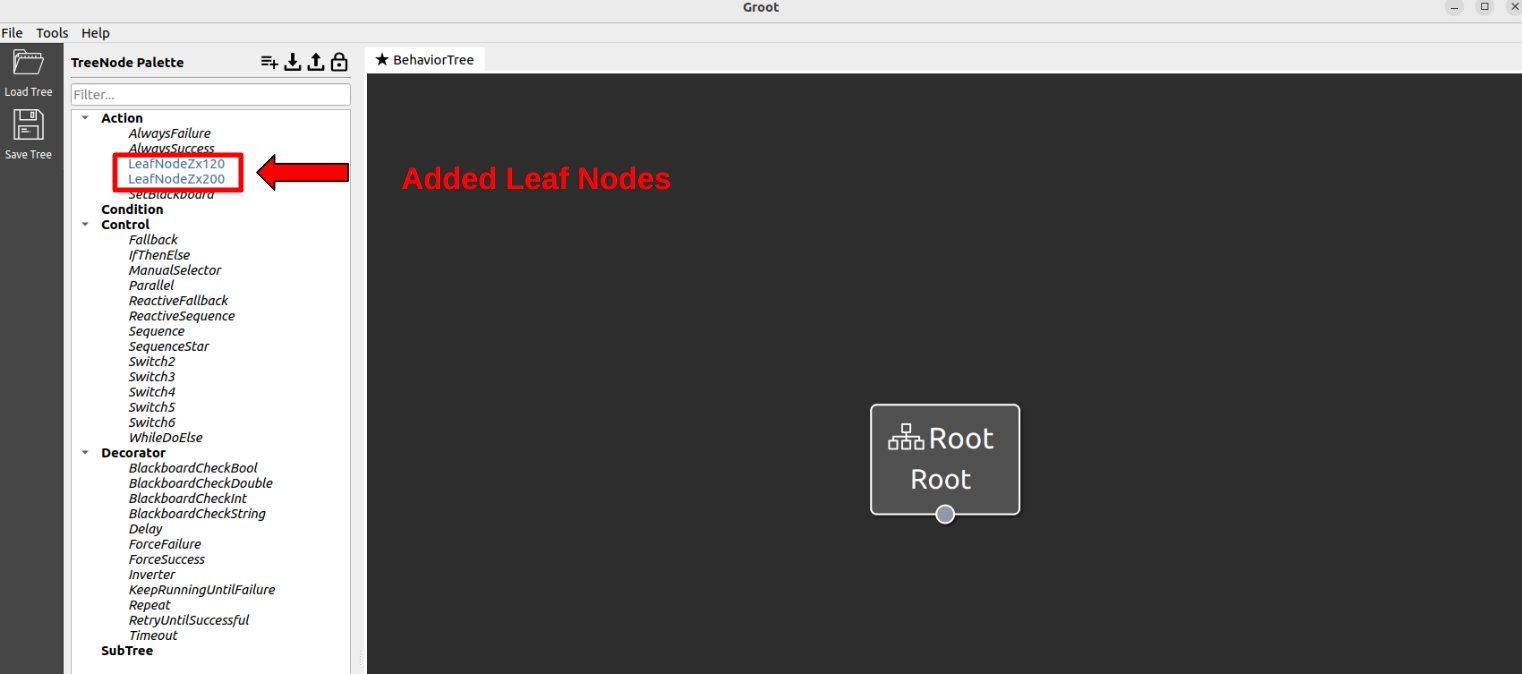 Groot
File Tools Help
Load Tree
Save Tree
TreeNode Palette
Filter...
Action
AlwaysFailure
AlwaysSuccess
LeafNodeZx120
LeafNodeZx200
SetBlackboard
Condition
Control
Fallback
IfThenElse
ManualSelector
Parallel
ReactiveFallback
ReactiveSequence
Sequence
SequenceStar
Switch2
Switch3
Switch4
Switch5
Switch6
WhileDoElse
Decorator
BlackboardCheckBool
BlackboardCheckDouble
BlackboardCheckInt
BlackboardCheckString
Delay
ForceFailure
ForceSuccess
Inverter
KeepRunningUntilFailure
Repeat
RetryUntilSuccessful
Timeout
SubTree
BehaviorTree
Added Leaf Nodes
Root
Root